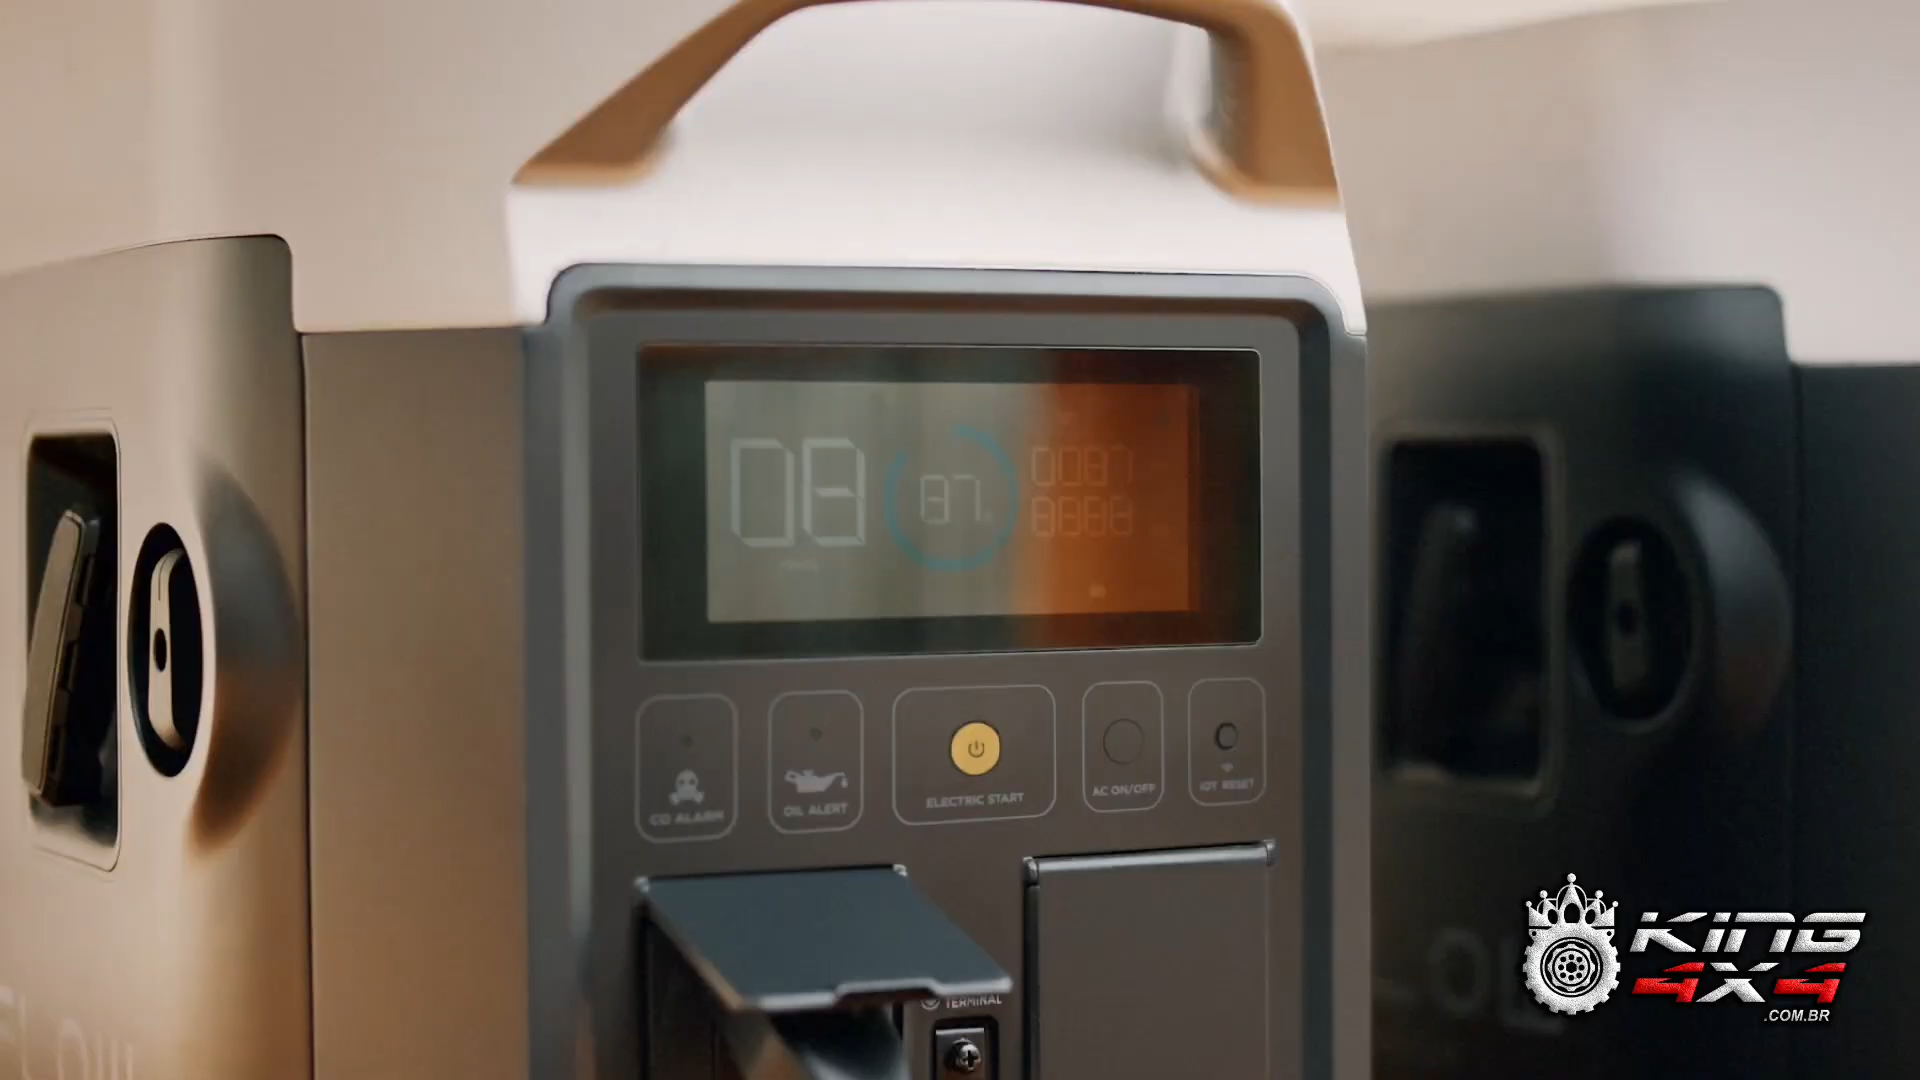 08
87
0087
8888
CO ALARM
OIL ALERT
ELECTRIC START
AC ON/OFF
IOT RESET
TERMINAL
KING
4X4
.COM.BR